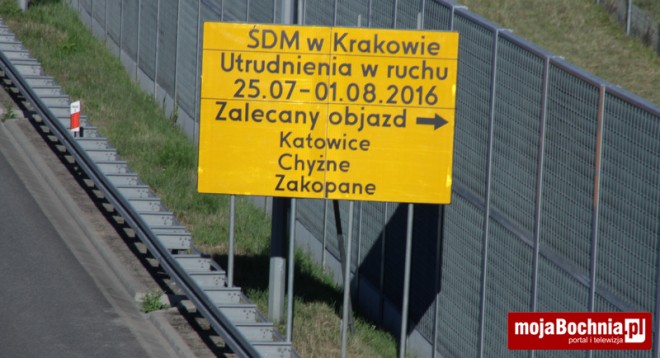 ŚDM w Krakowie
Utrudnienia w ruchu
25.07-01.08.2016
Zalecany objazd →
Katowice
Chyżne
Zakopane
mojaBochnia.pl
portal i telewizja